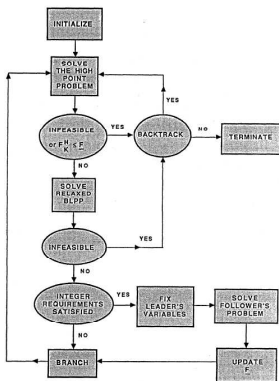 INITIALIZE
SOLVE
THE HIGH
POINT
PROBLEM
INFEASIBLE
or F^H_K ≤ F
YES
YES
BACKTRACK
NO
TERMINATE
NO
SOLVE
RELAXED
BLPP
INFEASIBLE
YES
NO
INTEGER
REQUIREMENTS
SATISFIED
YES
FIX
LEADER'S
VARIABLES
SOLVE
FOLLOWER'S
PROBLEM
NO
BRANCH
UPDATE
F